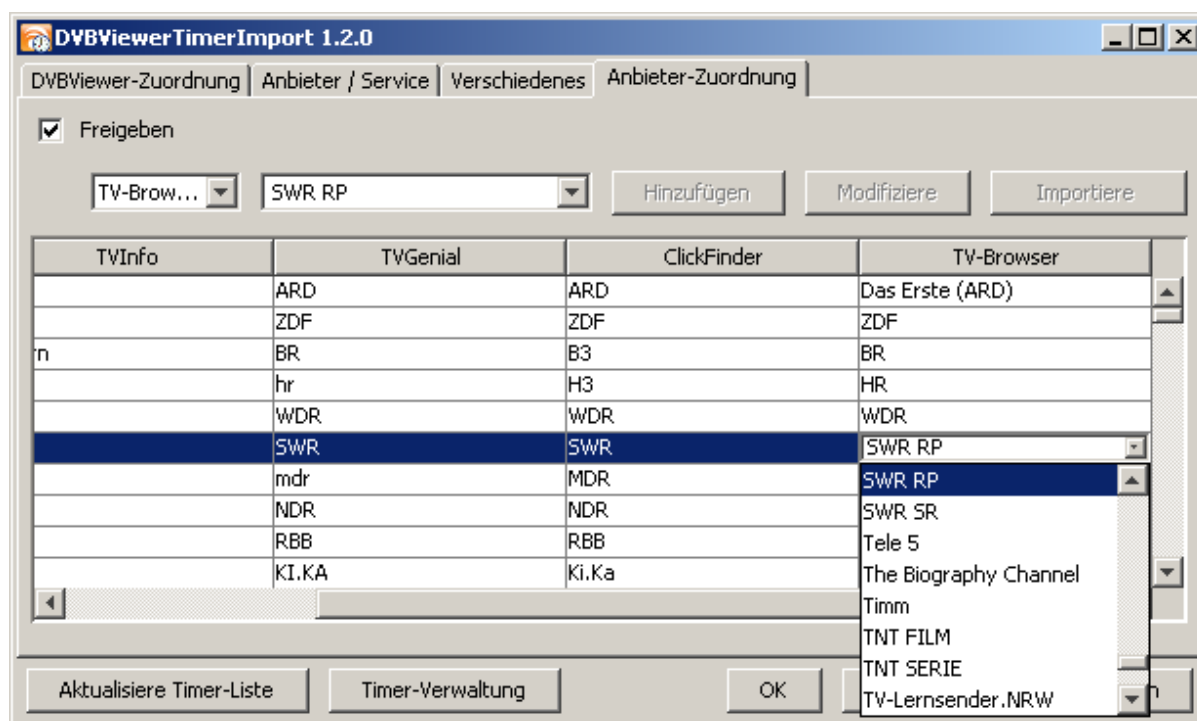 DVBViewerTimerImport 1.2.0
DVBViewer-Zuordnung Anbieter / Service Verschiedenes Anbieter-Zuordnung
Freigeben
TV-Brow... SWR RP Hinzufügen Modifiziere Importiere
TVInfo TVGenial ClickFinder TV-Browser
ARD ARD Das Erste (ARD)
ZDF ZDF ZDF
rn BR B3 BR
hr H3 HR
WDR WDR WDR
SWR SWR SWR RP
mdr MDR SWR RP
NDR NDR SWR SR
RBB RBB Tele 5
KI.KA Ki.Ka The Biography Channel
Timm
TNT FILM
TNT SERIE
TV-Lernsender.NRW
Aktualisiere Timer-Liste Timer-Verwaltung OK